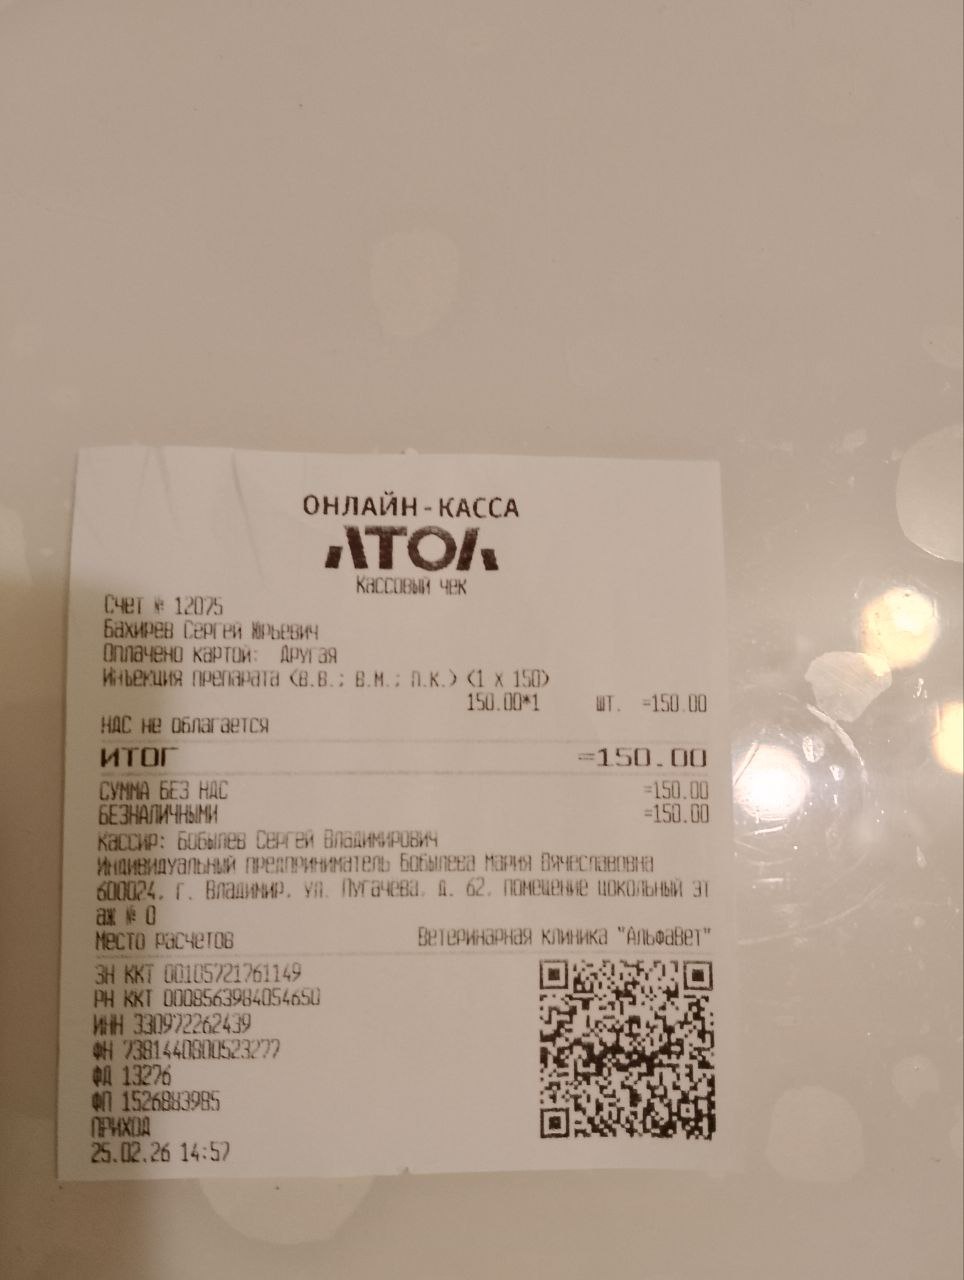 ОНЛАЙН-КАССА
АТОЛ
Кассовый чек
Счет № 12075
Бахирев Сергей Юрьевич
Оплачено картой: Другая
Инъекция препарата (в.в.; в.м.; п.к.) (1 x 150)
150.00*1 шт. =150.00
НДС не облагается
ИТОГ =150.00
СУММА БЕЗ НДС =150.00
БЕЗНАЛИЧНЫМИ =150.00
Кассир: Бобылев Сергей Владимирович
Индивидуальный предприниматель Бобылева Мария Вячеславовна
600024, г. Владимир, ул. Пугачева, д. 62, помещение цокольный эт
аж № 0
Место расчетов Ветеринарная клиника "АльфаВет"
ЗН ККТ 00105721761149
РН ККТ 0008563984054650
ИНН 330972262439
ФН 7381440800523277
ФД 13276
ФП 1526883985
ПРИХОД
25.02.26 14:57